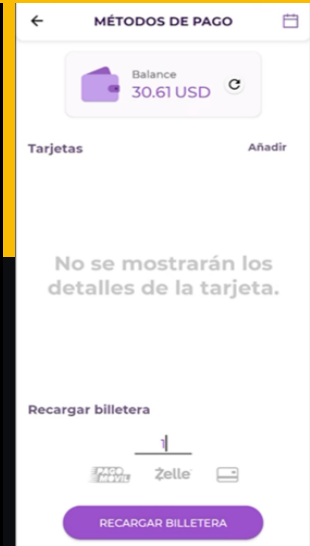 MÉTODOS DE PAGO
Balance
30.61 USD
Tarjetas Añadir
No se mostrarán los
detalles de la tarjeta.
Recargar billetera
1
PAGO
MÓVIL
Zelle
RECARGAR BILLETERA